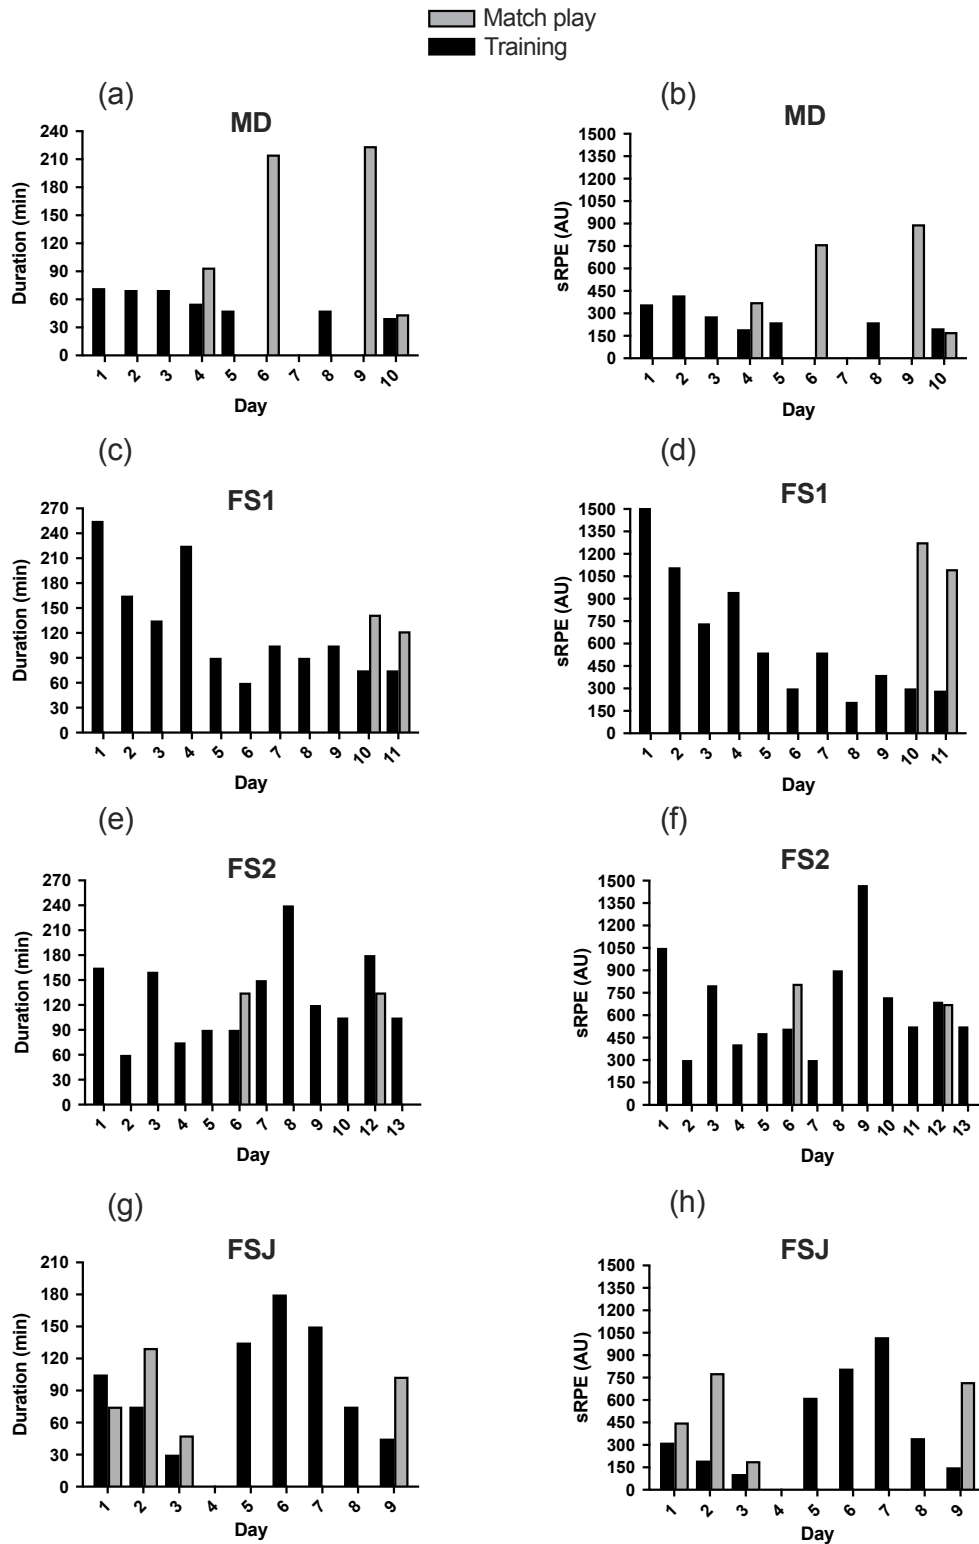 Match play
Training
(a)
MD
Duration (min)
240
210
180
150
120
90
60
30
0
1 2 3 4 5 6 7 8 9 10
Day
(b)
MD
sRPE (AU)
1500
1350
1200
1050
900
750
600
450
300
150
0
1 2 3 4 5 6 7 8 9 10
Day
(c)
FS1
Duration (min)
270
240
210
180
150
120
90
60
30
0
1 2 3 4 5 6 7 8 9 10 11
Day
(d)
FS1
sRPE (AU)
1500
1350
1200
1050
900
750
600
450
300
150
0
1 2 3 4 5 6 7 8 9 10 11
Day
(e)
FS2
Duration (min)
270
240
210
180
150
120
90
60
30
0
1 2 3 4 5 6 7 8 9 10 12 13
Day
(f)
FS2
sRPE (AU)
1500
1350
1200
1050
900
750
600
450
300
150
0
1 2 3 4 5 6 7 8 9 10 11 12 13
Day
(g)
FSJ
Duration (min)
210
180
150
120
90
60
30
0
1 2 3 4 5 6 7 8 9
Day
(h)
FSJ
sRPE (AU)
1500
1350
1200
1050
900
750
600
450
300
150
0
1 2 3 4 5 6 7 8 9
Day